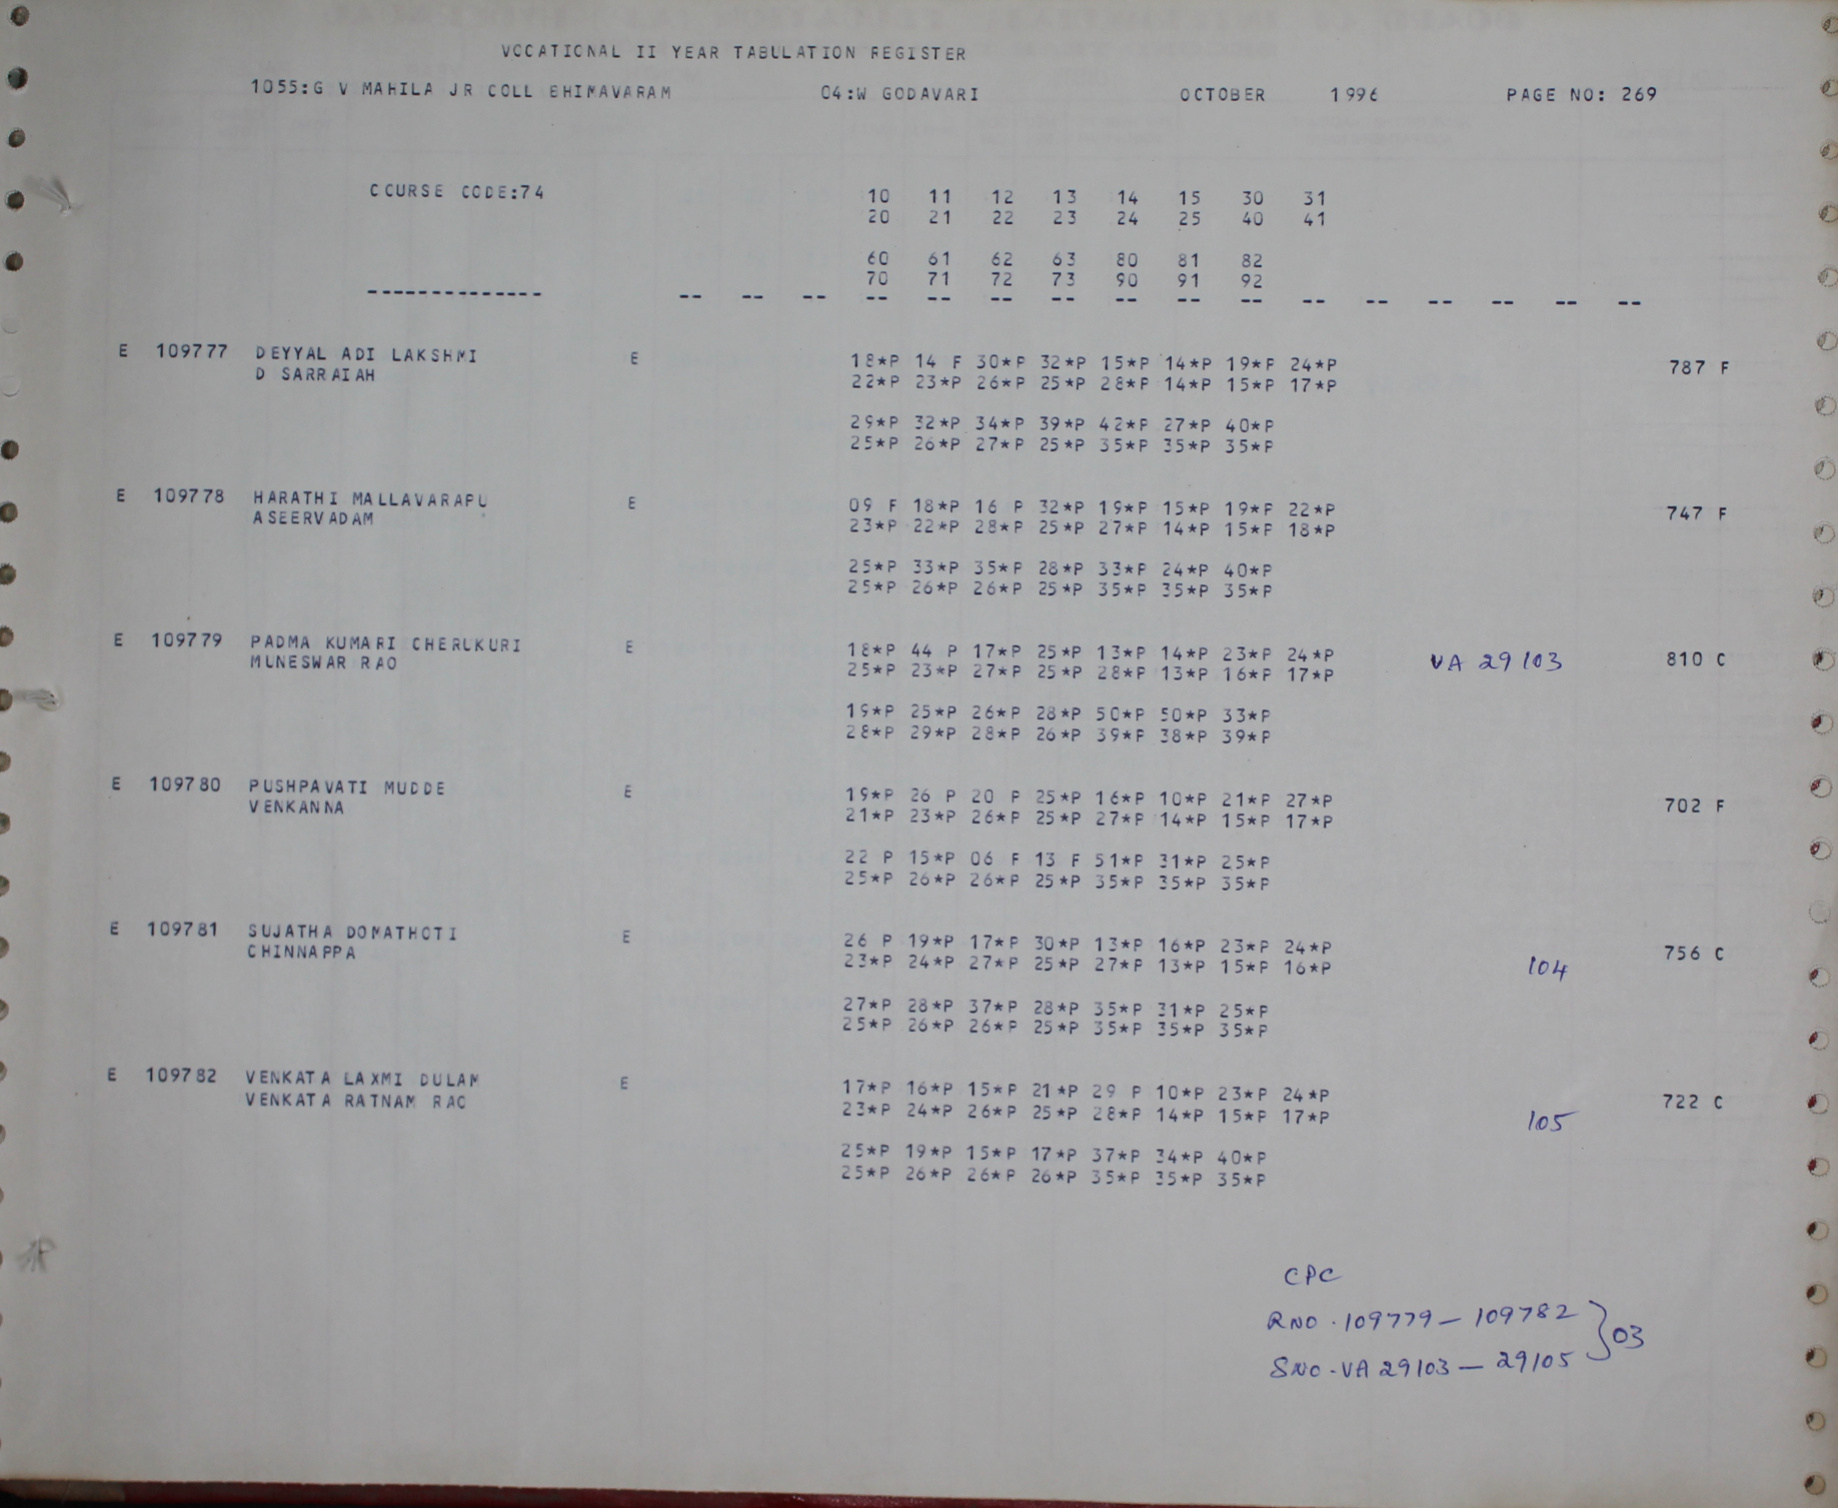 VOCATIONAL II YEAR TABULATION REGISTER
1055:G V MAHILA JR COLL BHIMAVARAM 04:W GODAVARI OCTOBER 1996 PAGE NO: 269
COURSE CODE:74 10 11 12 13 14 15 30 31
20 21 22 23 24 25 40 41
60 61 62 63 80 81 82
70 71 72 73 90 91 92
-------------- -- -- -- -- -- -- -- -- -- -- -- -- -- -- -- --
E 109777 DEYYAL ADI LAKSHMI E 18*P 14 F 30*P 32*P 15*P 14*P 19*P 24*P 787 F
D SARRAIAH 22*P 23*P 26*P 25*P 28*P 14*P 15*P 17*P
29*P 32*P 34*P 39*P 42*P 27*P 40*P
25*P 26*P 27*P 25*P 35*P 35*P 35*P
E 109778 HARATHI MALLAVARAPU E 09 F 18*P 16 P 32*P 19*P 15*P 19*P 22*P 747 F
ASEERVADAM 23*P 22*P 28*P 25*P 27*P 14*P 15*P 18*P
25*P 33*P 35*P 28*P 33*P 24*P 40*P
25*P 26*P 26*P 25*P 35*P 35*P 35*P
E 109779 PADMA KUMARI CHERUKURI E 18*P 44 P 17*P 25*P 13*P 14*P 23*P 24*P VA 29103 810 C
MUNESWAR RAO 25*P 23*P 27*P 25*P 28*P 13*P 16*P 17*P
19*P 25*P 26*P 28*P 50*P 50*P 33*P
28*P 29*P 28*P 26*P 39*P 38*P 39*P
E 109780 PUSHPAVATI MUDDE E 19*P 26 P 20 P 25*P 16*P 10*P 21*P 27*P 702 F
VENKANNA 21*P 23*P 26*P 25*P 27*P 14*P 15*P 17*P
22 P 15*P 06 F 13 F 51*P 31*P 25*P
25*P 26*P 26*P 25*P 35*P 35*P 35*P
E 109781 SUJATHA DOMATHOTI E 26 P 19*P 17*P 30*P 13*P 16*P 23*P 24*P 756 C
CHINNAPPA 23*P 24*P 27*P 25*P 27*P 13*P 15*P 16*P 104
27*P 28*P 37*P 28*P 35*P 31*P 25*P
25*P 26*P 26*P 25*P 35*P 35*P 35*P
E 109782 VENKATA LAXMI DULAM E 17*P 16*P 15*P 21*P 29 P 10*P 23*P 24*P 722 C
VENKATA RATNAM RAO 23*P 24*P 26*P 25*P 28*P 14*P 15*P 17*P 105
25*P 19*P 15*P 17*P 37*P 34*P 40*P
25*P 26*P 26*P 26*P 35*P 35*P 35*P
CPC
RNO. 109779 – 109782 } 03
SNO-VA 29103 – 29105